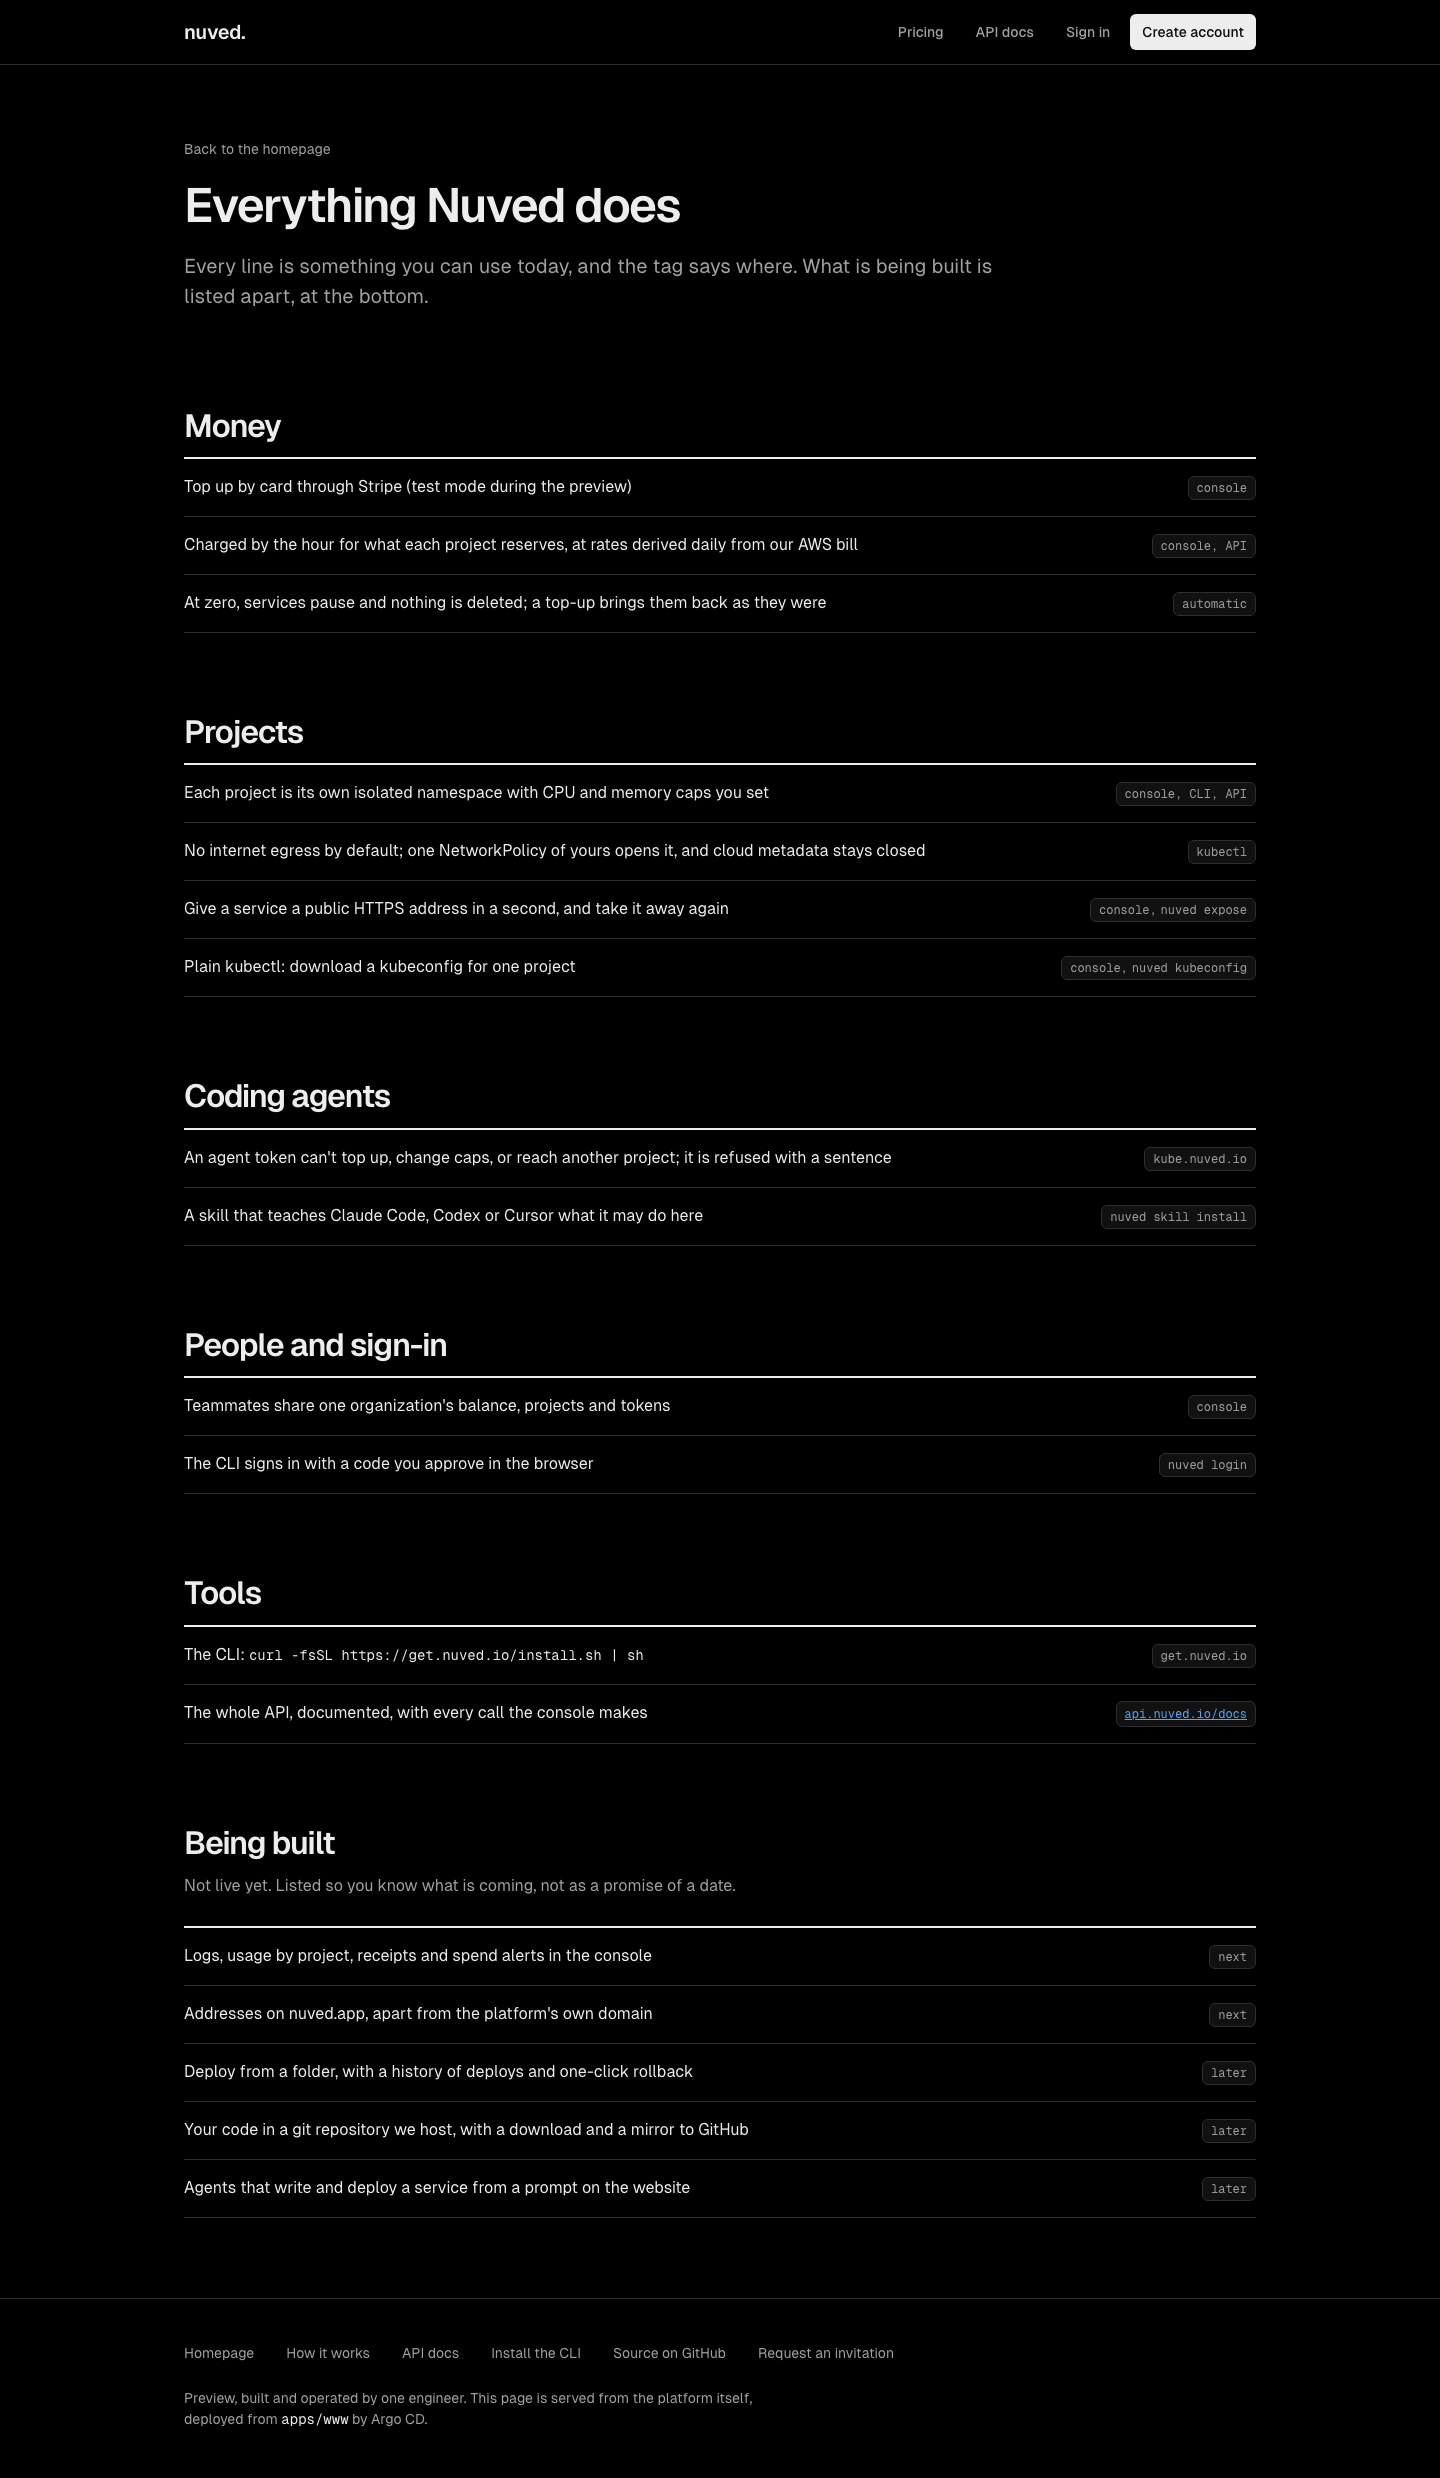 nuved.
Pricing
API docs
Sign in
Create account
Back to the homepage
Everything Nuved does
Every line is something you can use today, and the tag says where. What is being built is
listed apart, at the bottom.
Money
Top up by card through Stripe (test mode during the preview)
console
Charged by the hour for what each project reserves, at rates derived daily from our AWS bill
console, API
At zero, services pause and nothing is deleted; a top-up brings them back as they were
automatic
Projects
Each project is its own isolated namespace with CPU and memory caps you set
console, CLI, API
No internet egress by default; one NetworkPolicy of yours opens it, and cloud metadata stays closed
kubectl
Give a service a public HTTPS address in a second, and take it away again
console, nuved expose
Plain kubectl: download a kubeconfig for one project
console, nuved kubeconfig
Coding agents
An agent token can't top up, change caps, or reach another project; it is refused with a sentence
kube.nuved.io
A skill that teaches Claude Code, Codex or Cursor what it may do here
nuved skill install
People and sign-in
Teammates share one organization's balance, projects and tokens
console
The CLI signs in with a code you approve in the browser
nuved login
Tools
The CLI: curl -fsSL https://get.nuved.io/install.sh | sh
get.nuved.io
The whole API, documented, with every call the console makes
api.nuved.io/docs
Being built
Not live yet. Listed so you know what is coming, not as a promise of a date.
Logs, usage by project, receipts and spend alerts in the console
next
Addresses on nuved.app, apart from the platform's own domain
next
Deploy from a folder, with a history of deploys and one-click rollback
later
Your code in a git repository we host, with a download and a mirror to GitHub
later
Agents that write and deploy a service from a prompt on the website
later
Homepage
How it works
API docs
Install the CLI
Source on GitHub
Request an invitation
Preview, built and operated by one engineer. This page is served from the platform itself,
deployed from apps/www by Argo CD.